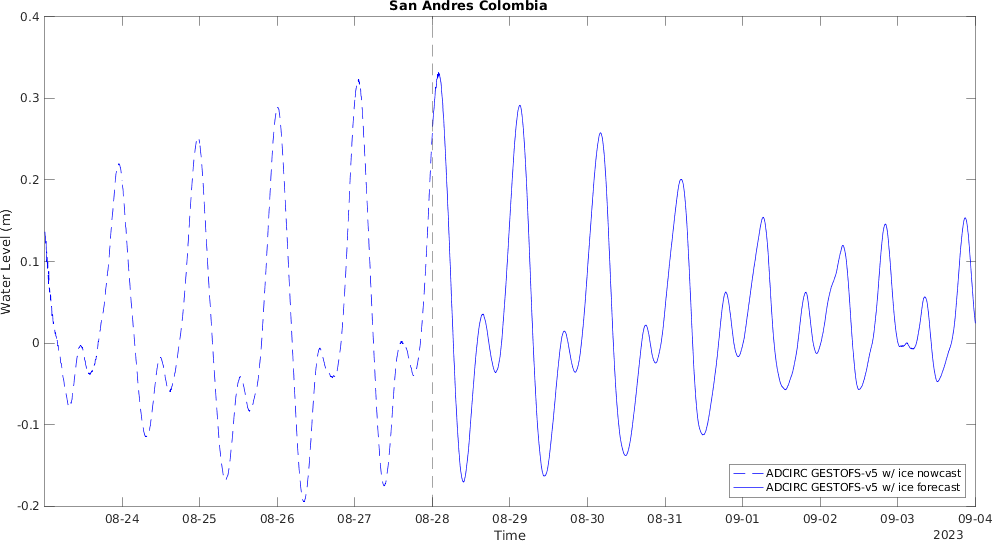 San Andres Colombia
0.4
0.3
0.2
0.1
0
-0.1
-0.2
Water Level (m)
ADCIRC GESTOFS-v5 w/ ice nowcast
ADCIRC GESTOFS-v5 w/ ice forecast
08-24 08-25 08-26 08-27 08-28 08-29 08-30 08-31 09-01 09-02 09-03 09-04
Time
2023